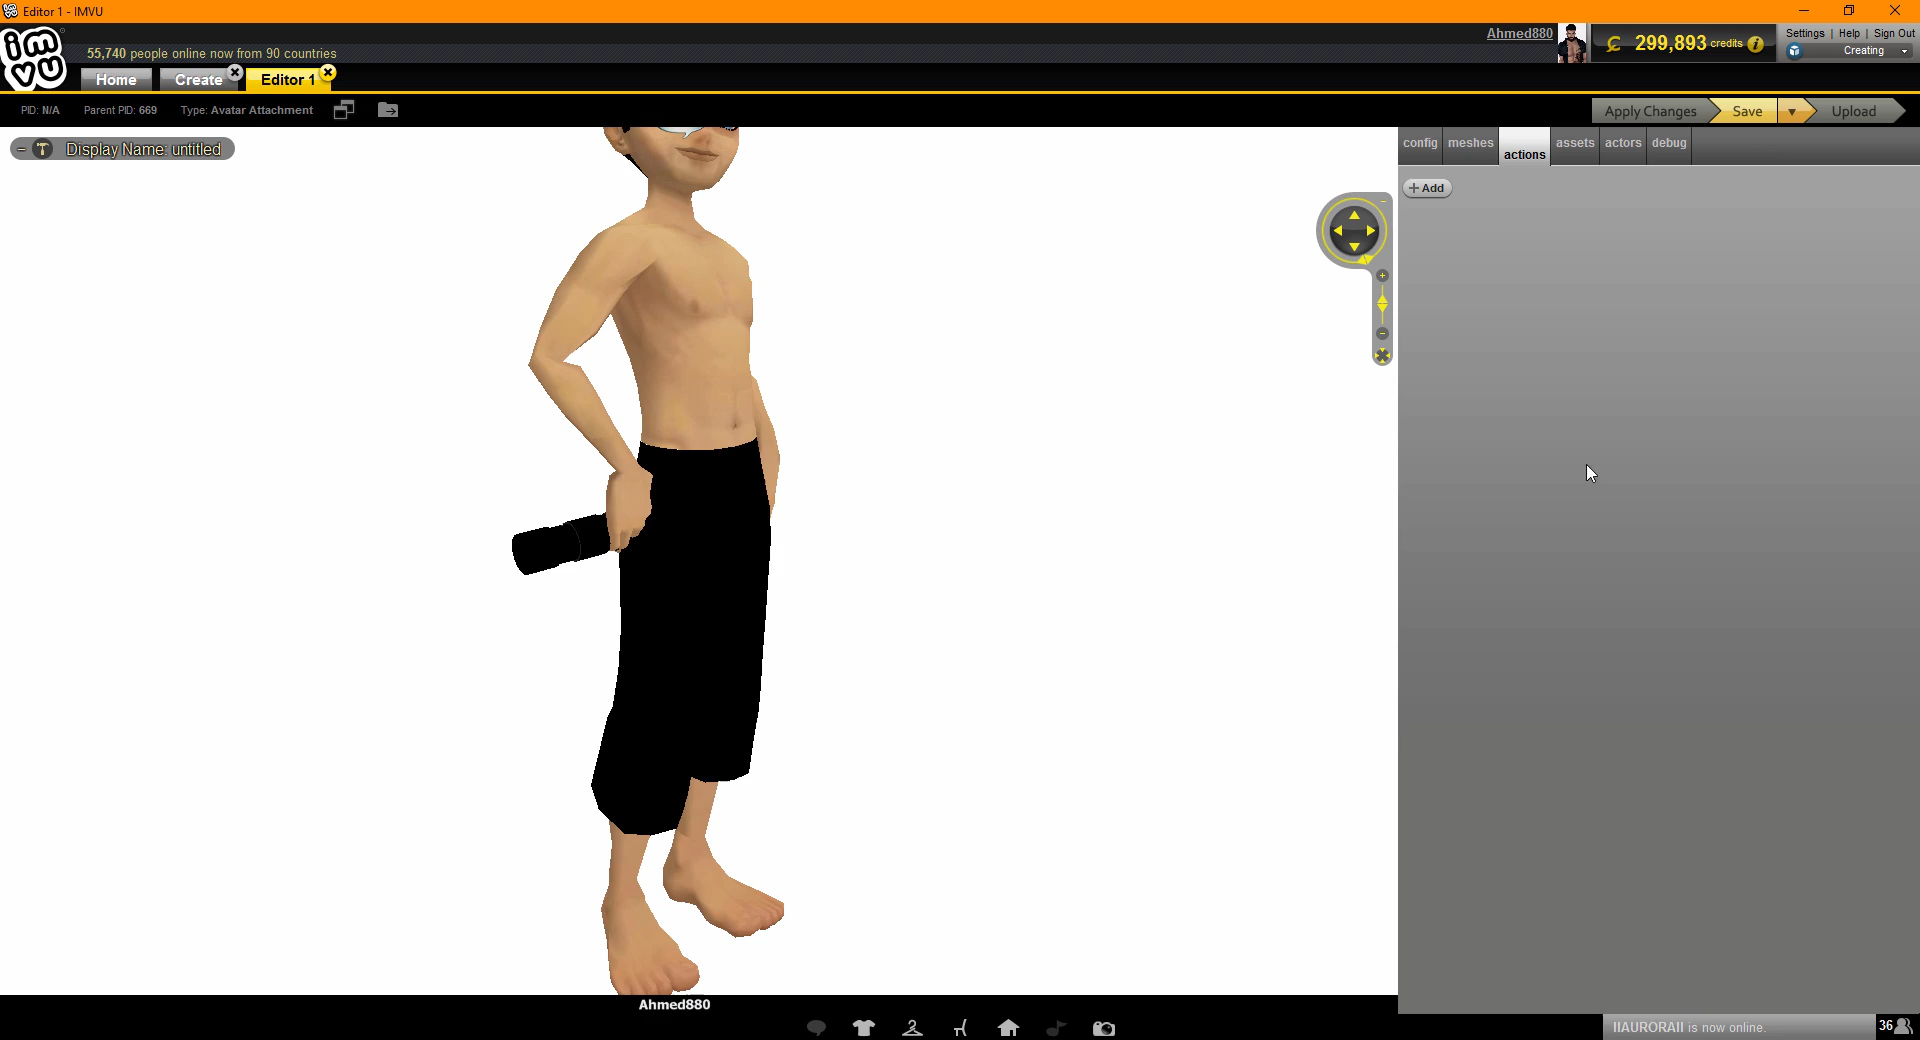 Editor 1 - IMVU
imvu
55,740 people online now from 90 countries
Ahmed880
299,893 credits i
Settings | Help | Sign Out
Creating
Home
Create
Editor 1
PID: N/A
Parent PID: 669
Type: Avatar Attachment
Apply Changes
Save
Upload
Display Name: untitled
config
meshes
actions
assets
actors
debug
+ Add
Ahmed880
IIAURORAII is now online.
36